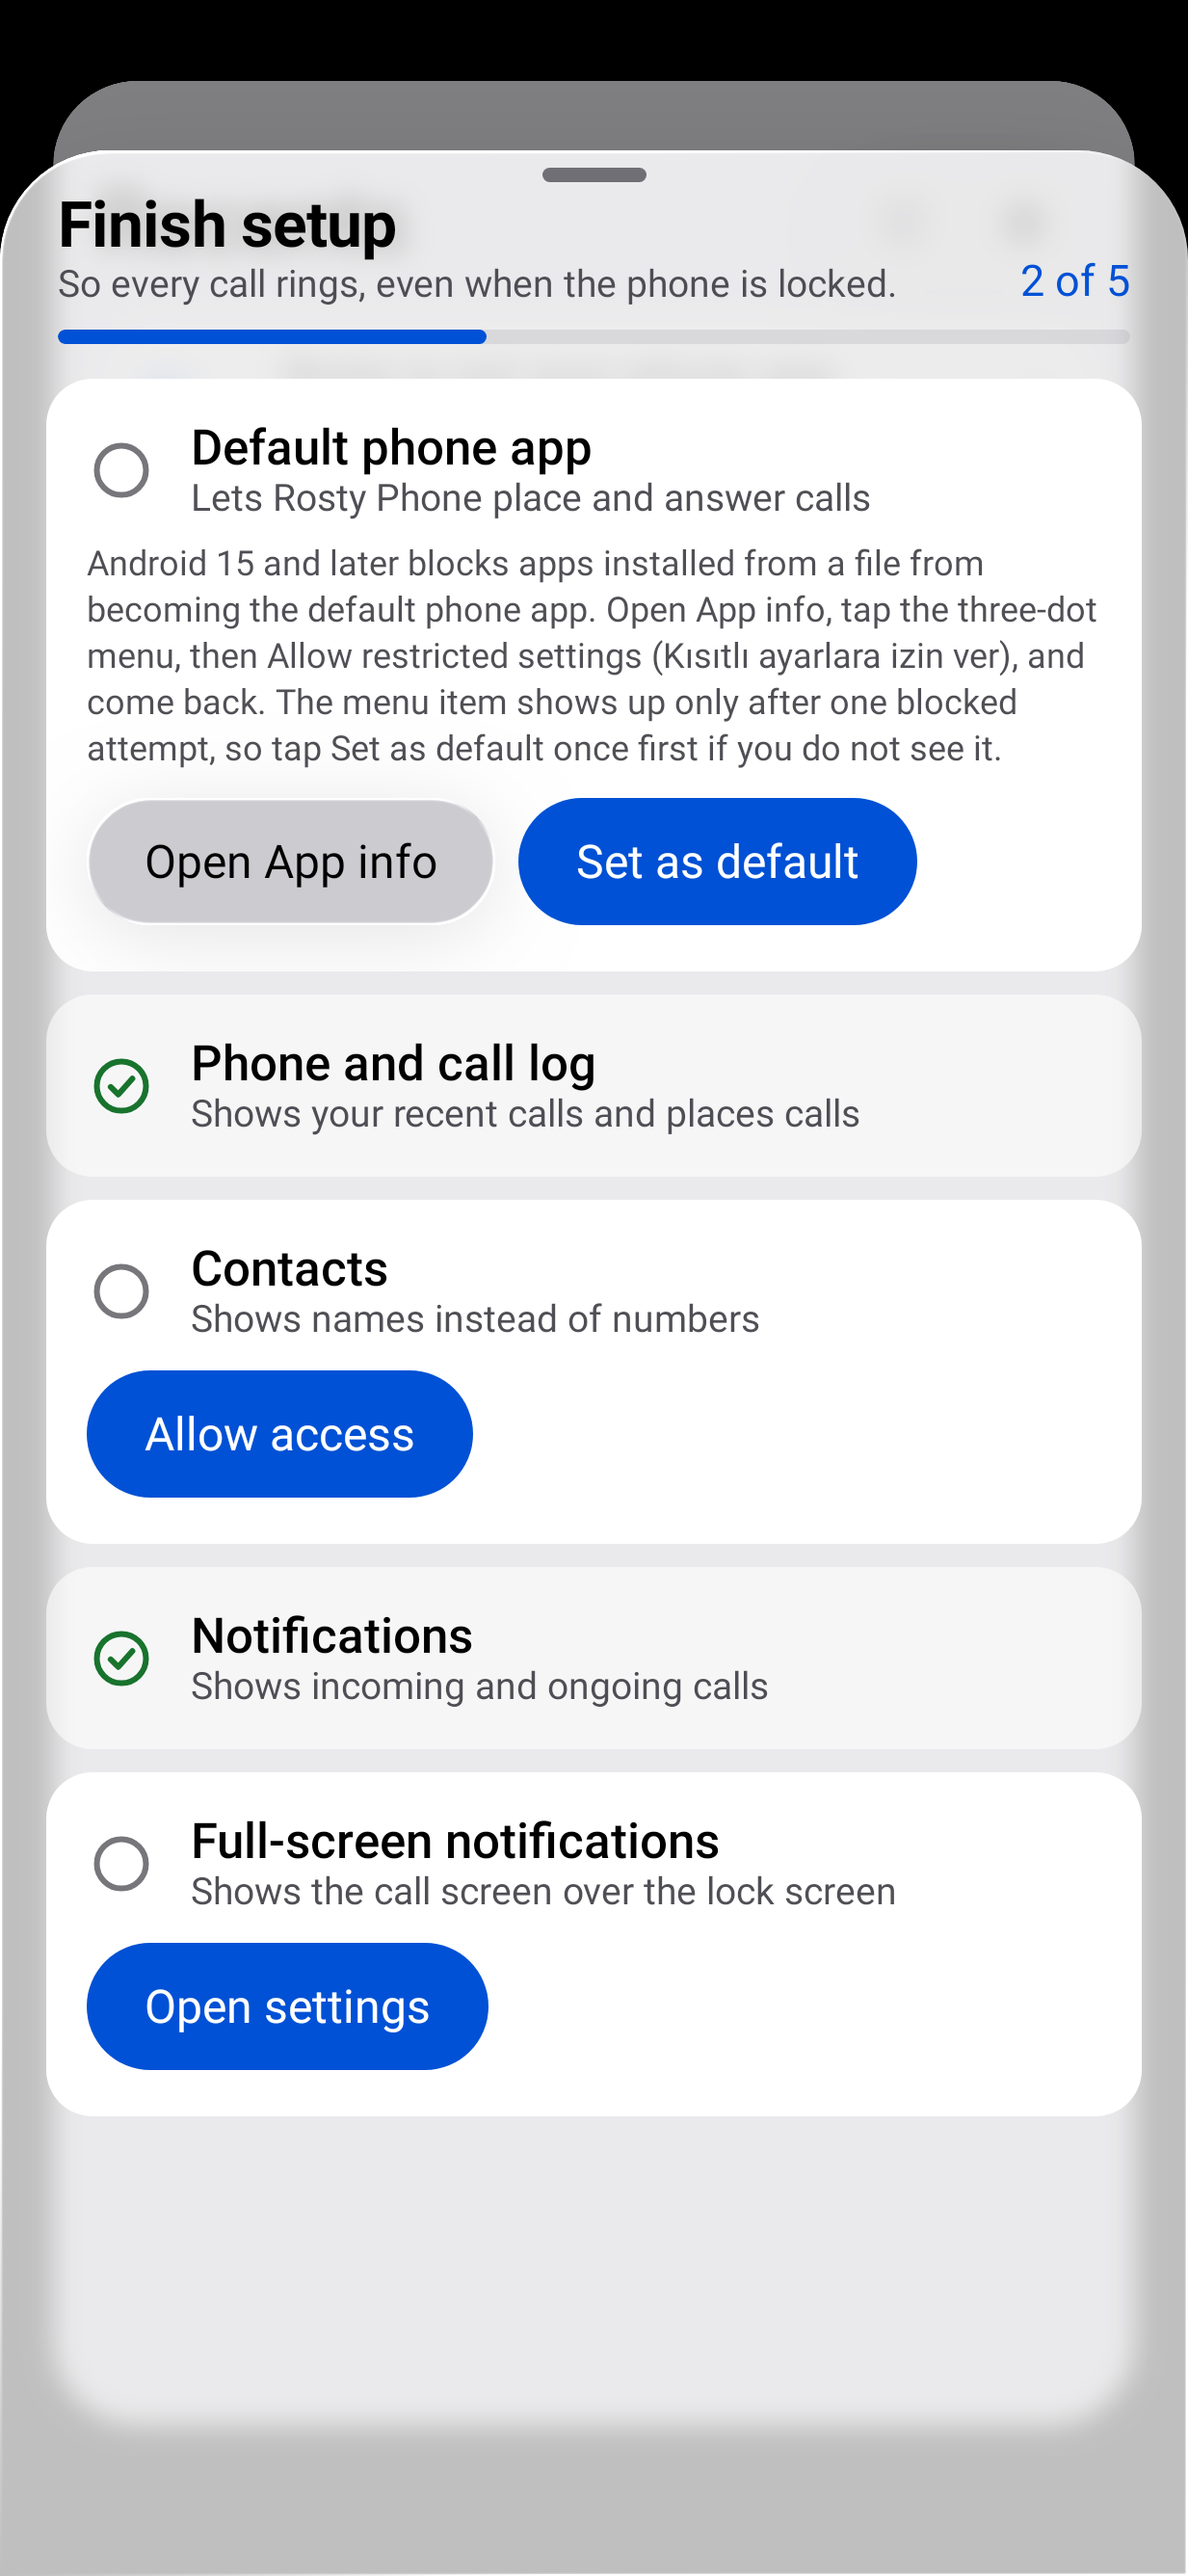 Finish setup
So every call rings, even when the phone is locked.
2 of 5
Default phone app
Lets Rosty Phone place and answer calls
Android 15 and later blocks apps installed from a file from
becoming the default phone app. Open App info, tap the three-dot
menu, then Allow restricted settings (Kısıtlı ayarlara izin ver), and
come back. The menu item shows up only after one blocked
attempt, so tap Set as default once first if you do not see it.
Open App info
Set as default
Phone and call log
Shows your recent calls and places calls
Contacts
Shows names instead of numbers
Allow access
Notifications
Shows incoming and ongoing calls
Full-screen notifications
Shows the call screen over the lock screen
Open settings